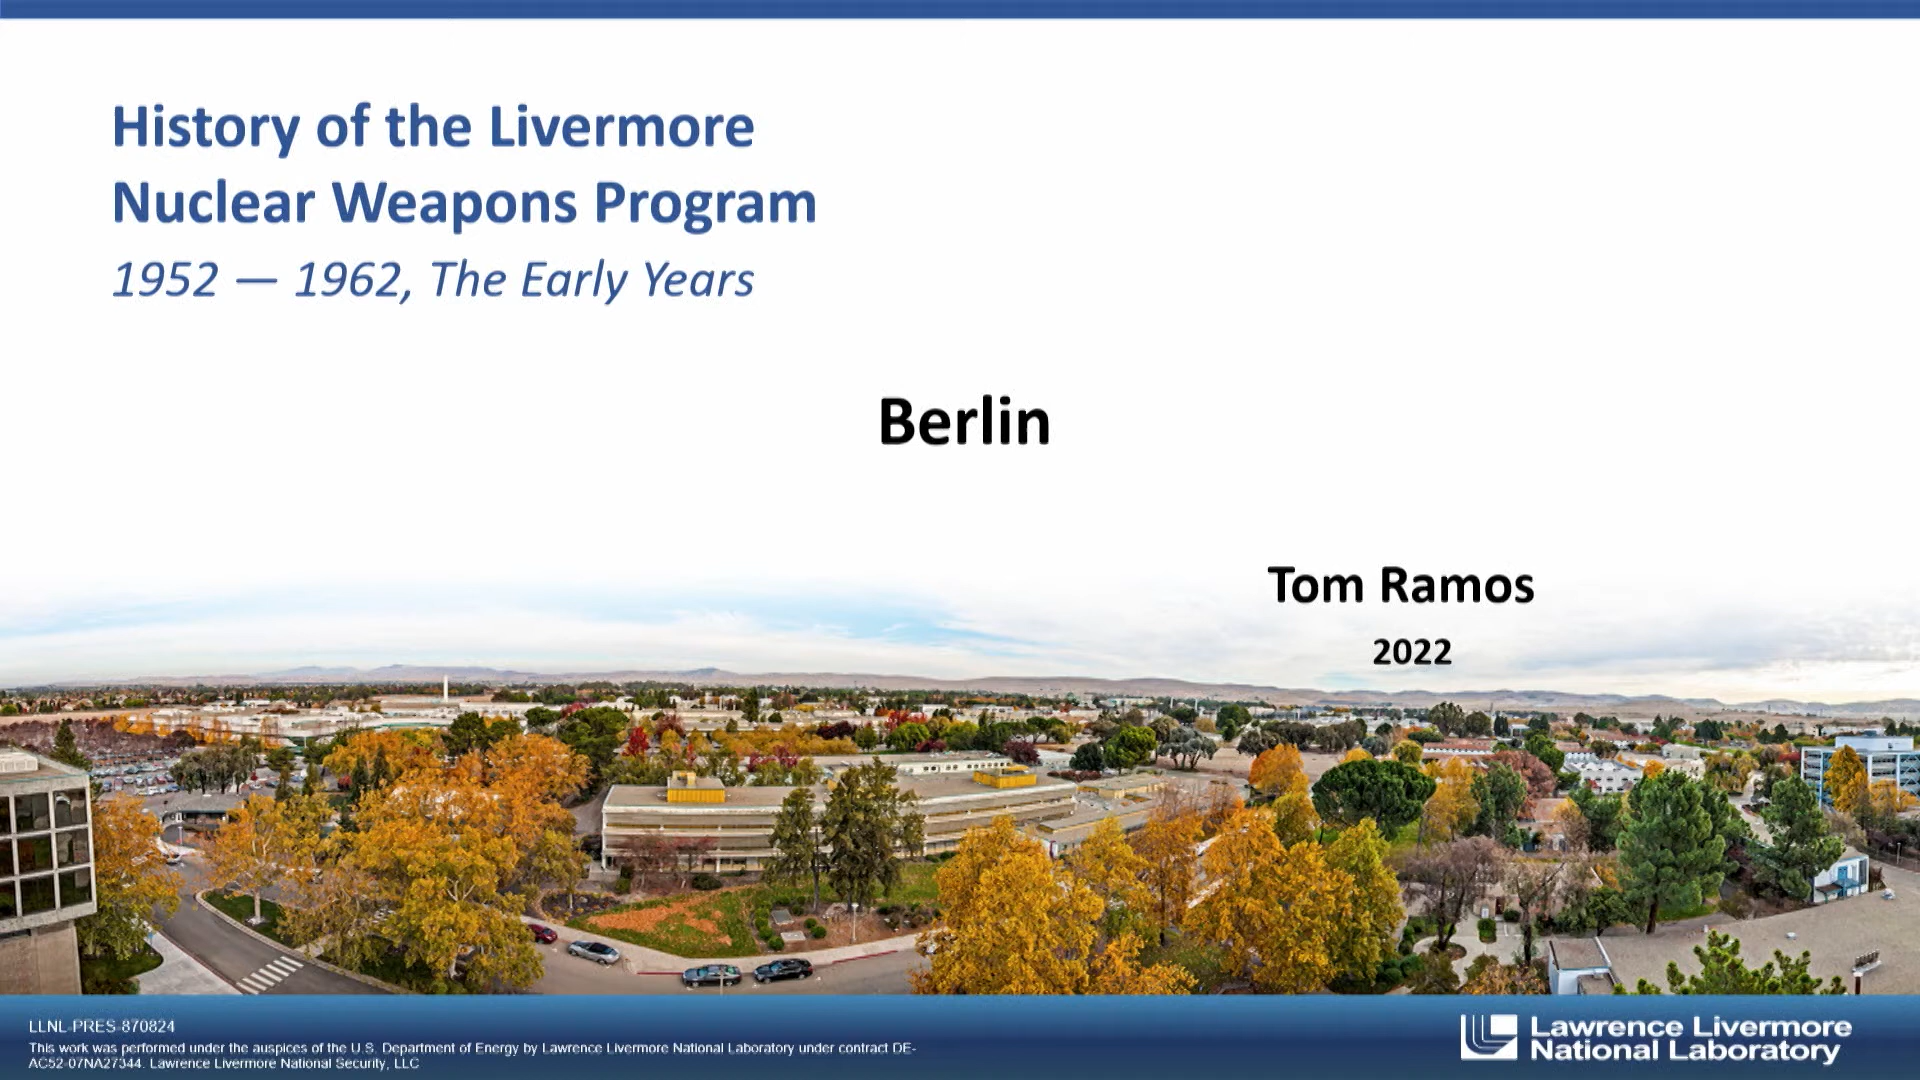 History of the Livermore
Nuclear Weapons Program
1952 — 1962, The Early Years
Berlin
Tom Ramos
2022
LLNL-PRES-870824
This work was performed under the auspices of the U.S. Department of Energy by Lawrence Livermore National Laboratory under contract DE-
AC52-07NA27344. Lawrence Livermore National Security, LLC
Lawrence Livermore
National Laboratory